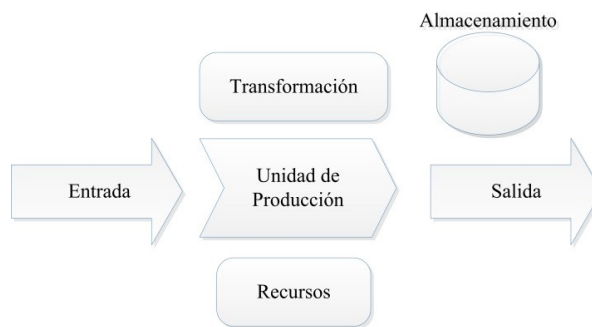 Almacenamiento
Transformación
Entrada
Unidad de
Producción
Salida
Recursos